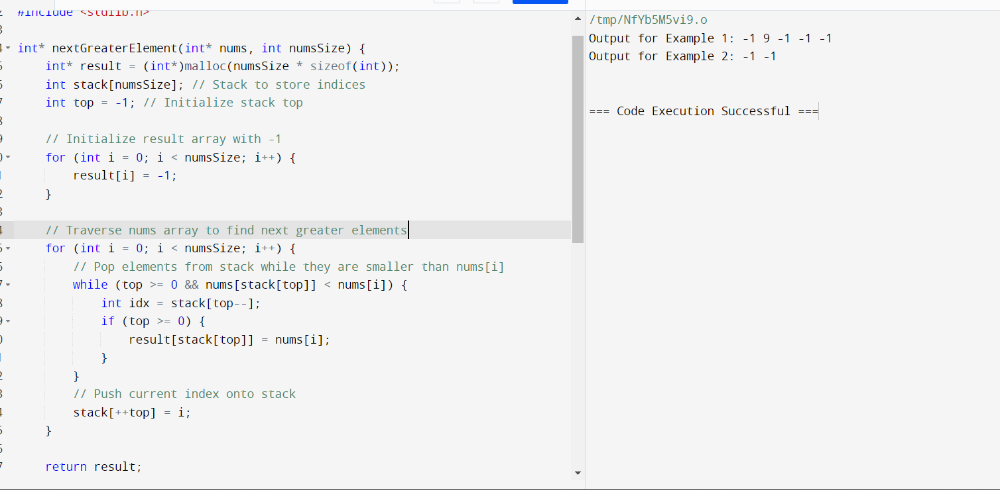 #include <stdlib.h>
int* nextGreaterElement(int* nums, int numsSize) {
int* result = (int*)malloc(numsSize * sizeof(int));
int stack[numsSize]; // Stack to store indices
int top = -1; // Initialize stack top
// Initialize result array with -1
for (int i = 0; i < numsSize; i++) {
result[i] = -1;
}
// Traverse nums array to find next greater elements
for (int i = 0; i < numsSize; i++) {
// Pop elements from stack while they are smaller than nums[i]
while (top >= 0 && nums[stack[top]] < nums[i]) {
int idx = stack[top--];
if (top >= 0) {
result[stack[top]] = nums[i];
}
}
// Push current index onto stack
stack[++top] = i;
}
return result;
/tmp/NfYb5M5vi9.o
Output for Example 1: -1 9 -1 -1 -1
Output for Example 2: -1 -1
=== Code Execution Successful ===